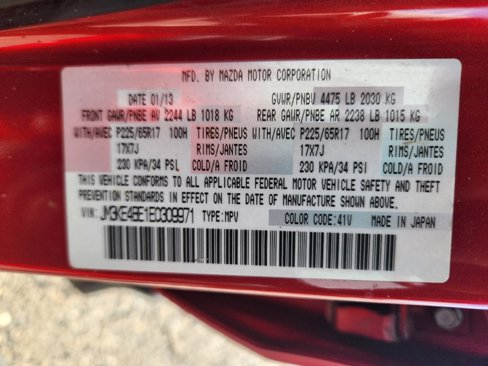 MFD. BY MAZDA MOTOR CORPORATION
DATE 01/13 GVWR/PNBV 4475 LB 2030 KG
FRONT GAWR/PNBE AV 2244 LB 1018 KG REAR GAWR/PNBE AR 2238 LB 1015 KG
WITH/AVEC P225/65R17 100H TIRES/PNEUS WITH/AVEC P225/65R17 100H TIRES/PNEUS
17X7J RIMS/JANTES 17X7J RIMS/JANTES
230 KPA/34 PSI COLD/A FROID 230 KPA/34 PSI COLD/A FROID
THIS VEHICLE CONFORMS TO ALL APPLICABLE FEDERAL MOTOR VEHICLE SAFETY AND THEFT
PREVENTION STANDARDS IN EFFECT ON THE DATE OF MANUFACTURE SHOWN ABOVE.
VIN: JM3KE4BE1E0309971 TYPE:MPV COLOR CODE:41V MADE IN JAPAN